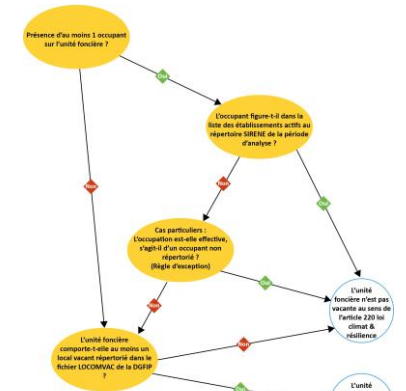 Présence d'au moins 1 occupant
sur l'unité foncière ?
Oui
L'occupant figure-t-il dans la
liste des établissements actifs au
répertoire SIRENE de la période
d'analyse ?
Non
Non
Oui
Cas particuliers :
L'occupation est-elle effective,
s'agit-il d'un occupant non
répertorié ?
(Règle d'exception)
Oui
Non
L'unité
foncière n'est pas
vacante au sens de
l'article 220 loi
climat &
résilience
L'unité foncière
comporte-t-elle au moins un
local vacant répertorié dans le
fichier LOCOMVAC de la DGFIP
?
Non
Oui
L'unité